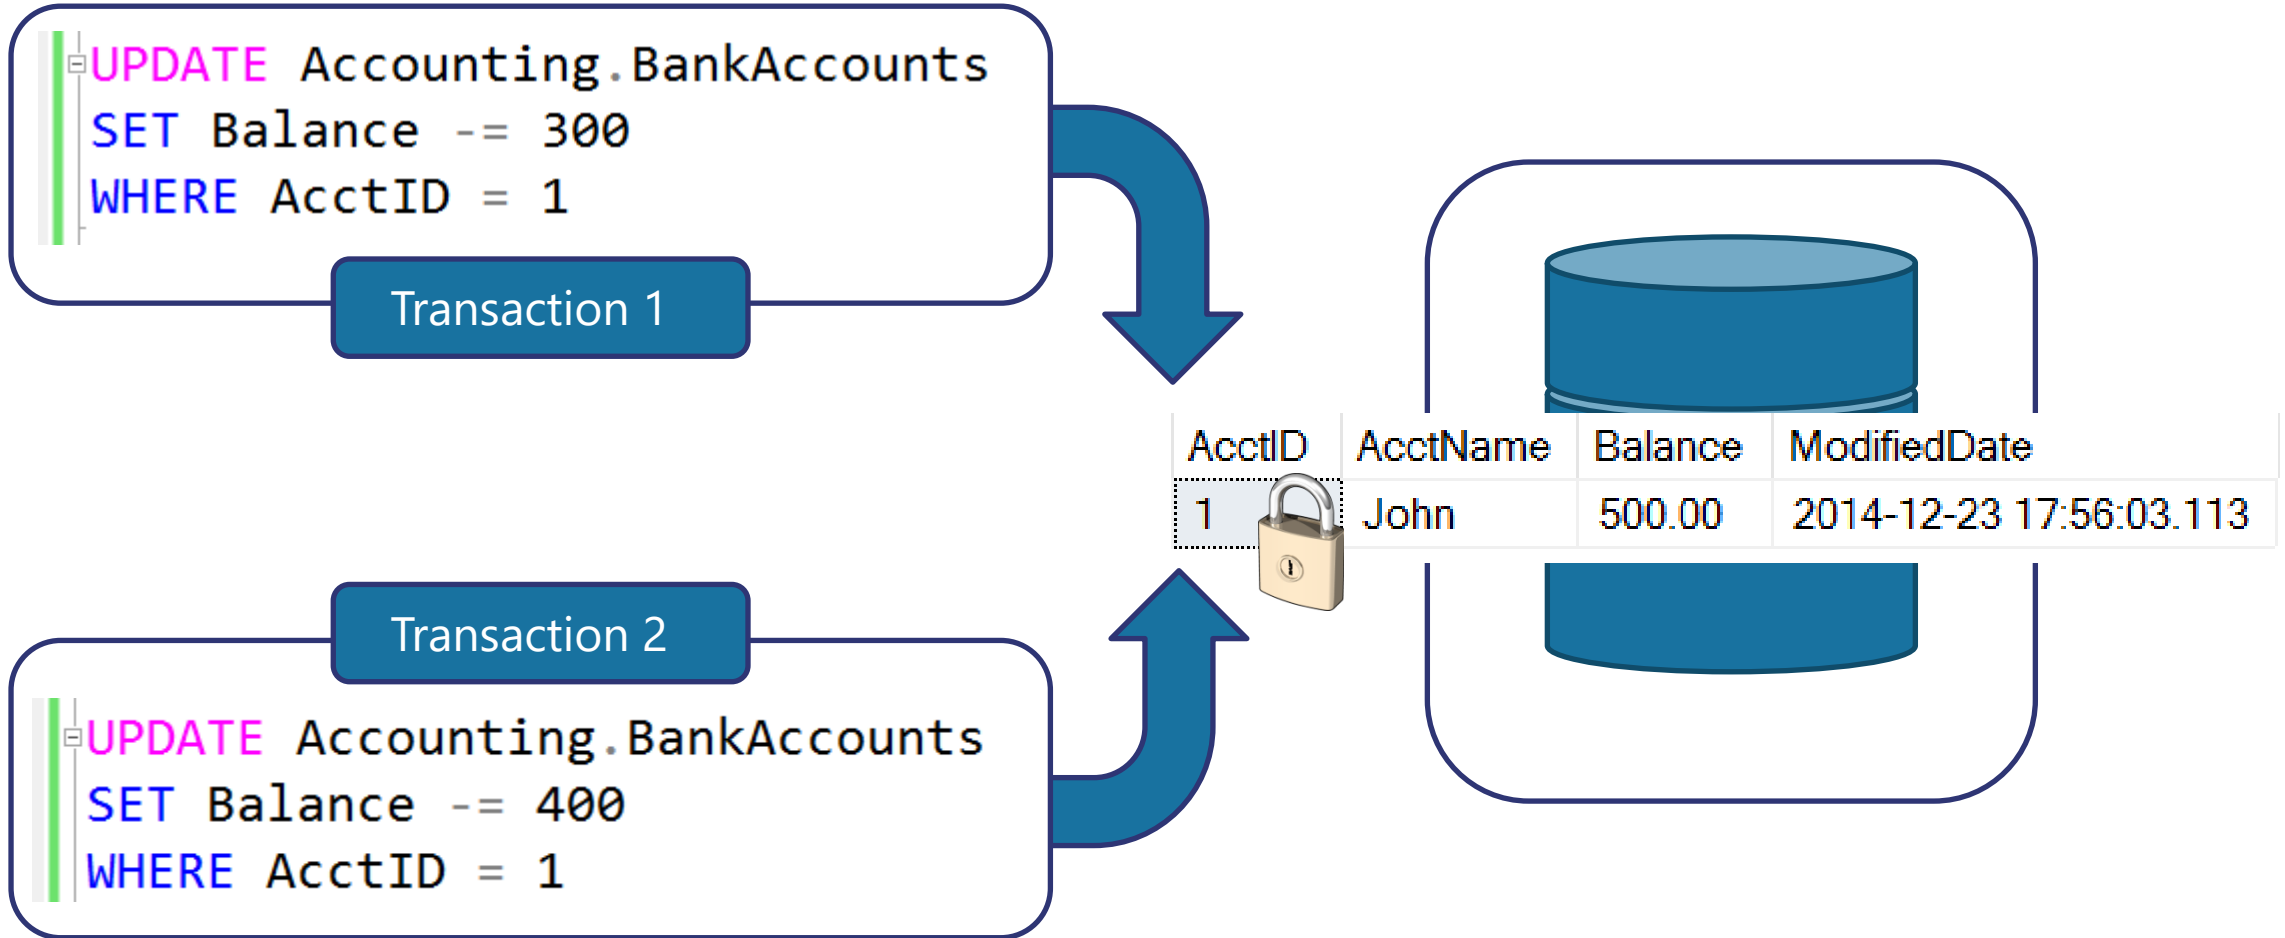 UPDATE Accounting.BankAccounts
SET Balance -= 300
WHERE AcctID = 1
Transaction 1
AcctID AcctName Balance ModifiedDate
1 John 500.00 2014-12-23 17:56:03.113
Transaction 2
UPDATE Accounting.BankAccounts
SET Balance -= 400
WHERE AcctID = 1